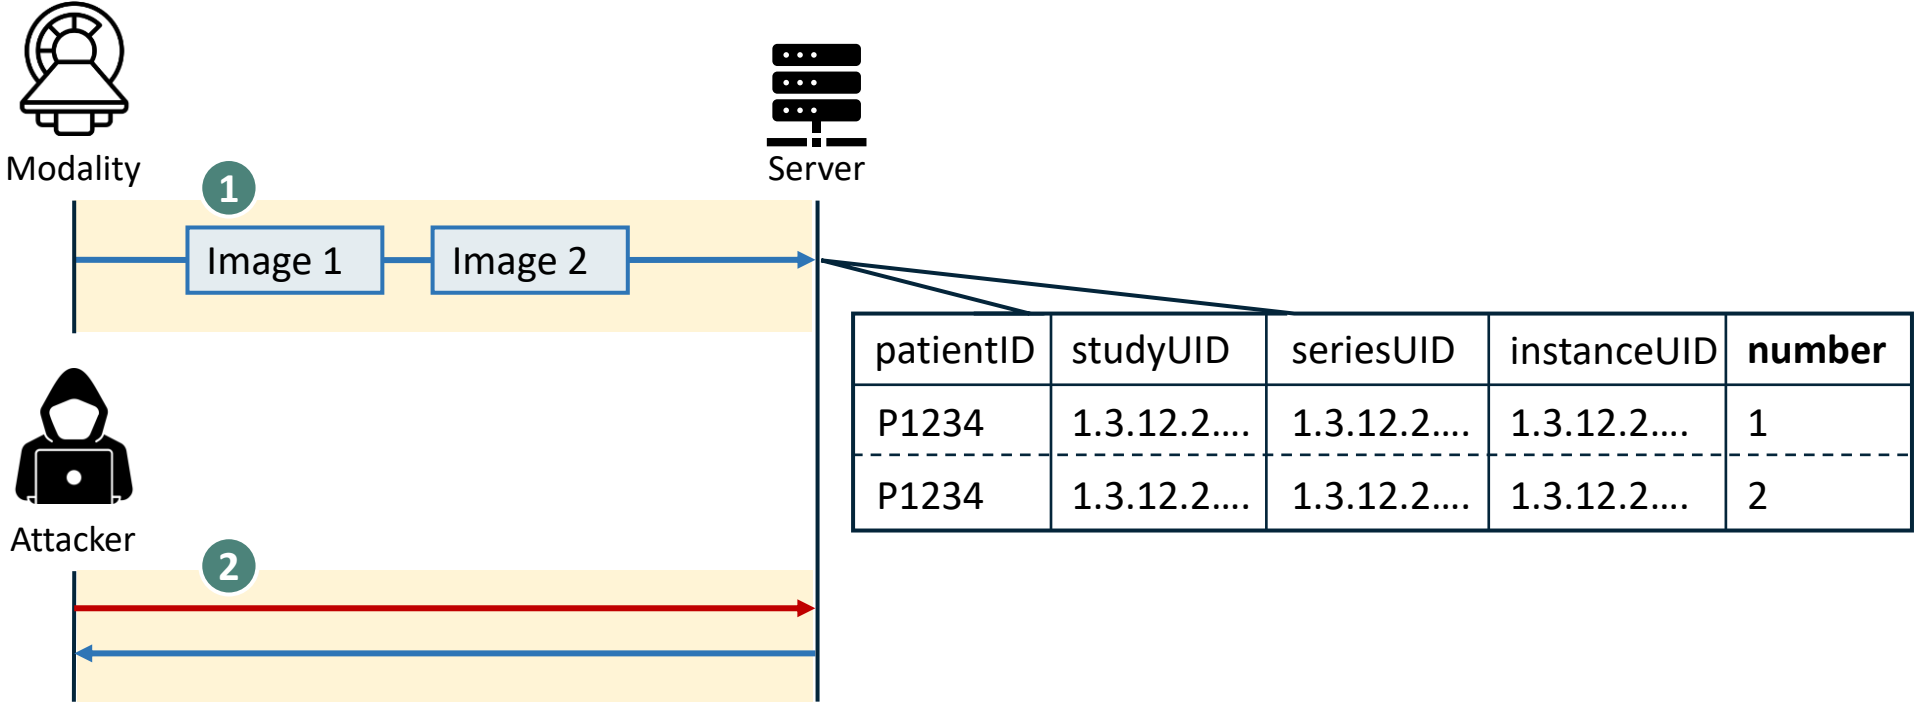 Modality
Server
1
Image 1
Image 2
patientID studyUID seriesUID instanceUID number
P1234 1.3.12.2.... 1.3.12.2.... 1.3.12.2.... 1
P1234 1.3.12.2.... 1.3.12.2.... 1.3.12.2.... 2
Attacker
2